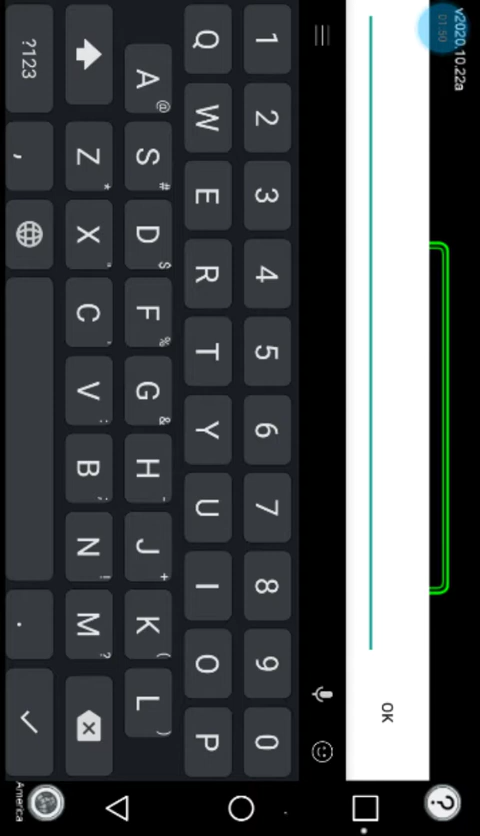 v2020.10.22a
01:50
OK
1 2 3 4 5 6 7 8 9 0
Q W E R T Y U I O P
A @ S # D $ F % G & H - J + K ( L )
Z * X " C ' V : B ; N ! M ?
?123 , .
America
?